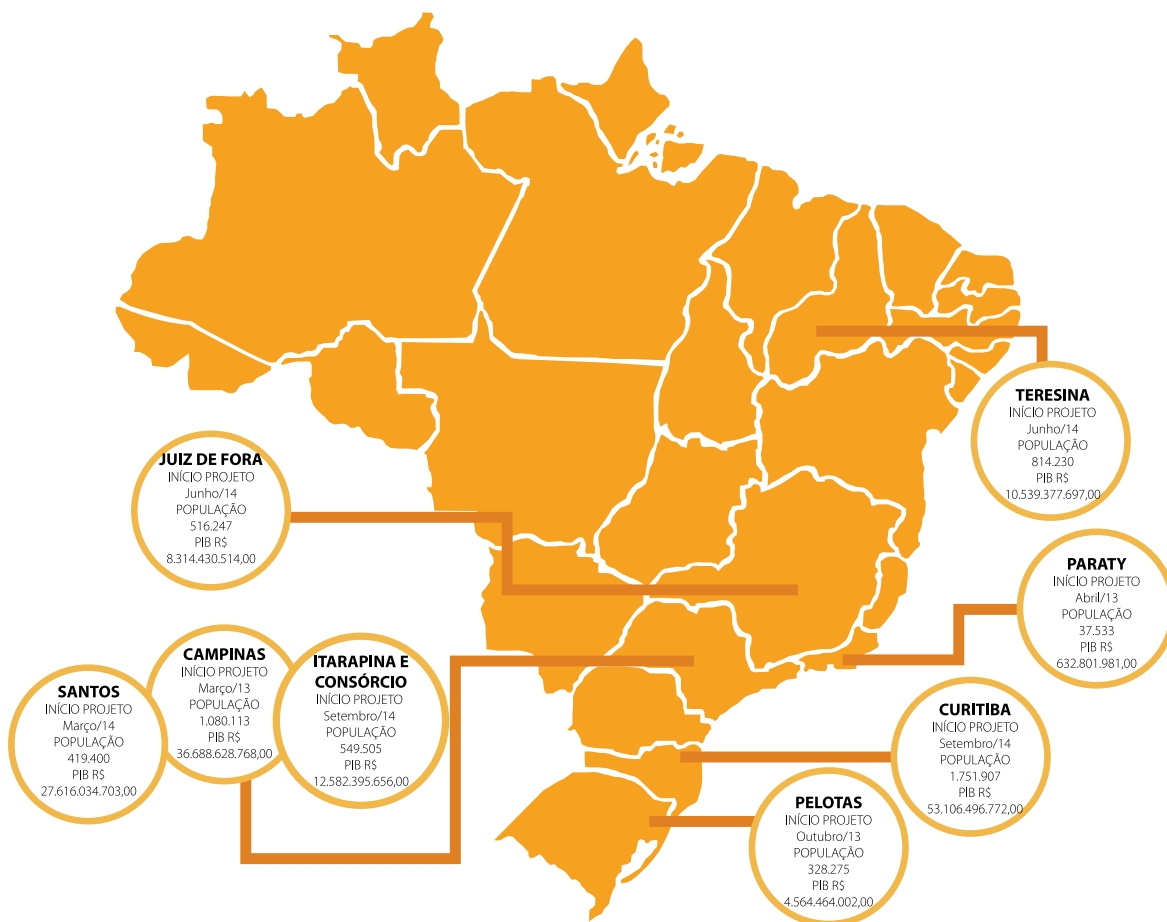 TERESINA
INÍCIO PROJETO
Junho/14
POPULAÇÃO
814.230
PIB R$
10.539.377.697,00
JUIZ DE FORA
INÍCIO PROJETO
Junho/14
POPULAÇÃO
516.247
PIB R$
8.314.430.514,00
PARATY
INÍCIO PROJETO
Abril/13
POPULAÇÃO
37.533
PIB R$
632.801.981,00
SANTOS
INÍCIO PROJETO
Março/14
POPULAÇÃO
419.400
PIB R$
27.616.034.703,00
CAMPINAS
INÍCIO PROJETO
Março/13
POPULAÇÃO
1.080.113
PIB R$
36.688.628.768,00
ITARAPINA E
CONSÓRCIO
INÍCIO PROJETO
Setembro/14
POPULAÇÃO
549.505
PIB R$
12.582.395.656,00
CURITIBA
INÍCIO PROJETO
Setembro/14
POPULAÇÃO
1.751.907
PIB R$
53.106.496.772,00
PELOTAS
INÍCIO PROJETO
Outubro/13
POPULAÇÃO
328.275
PIB R$
4.564.464.002,00